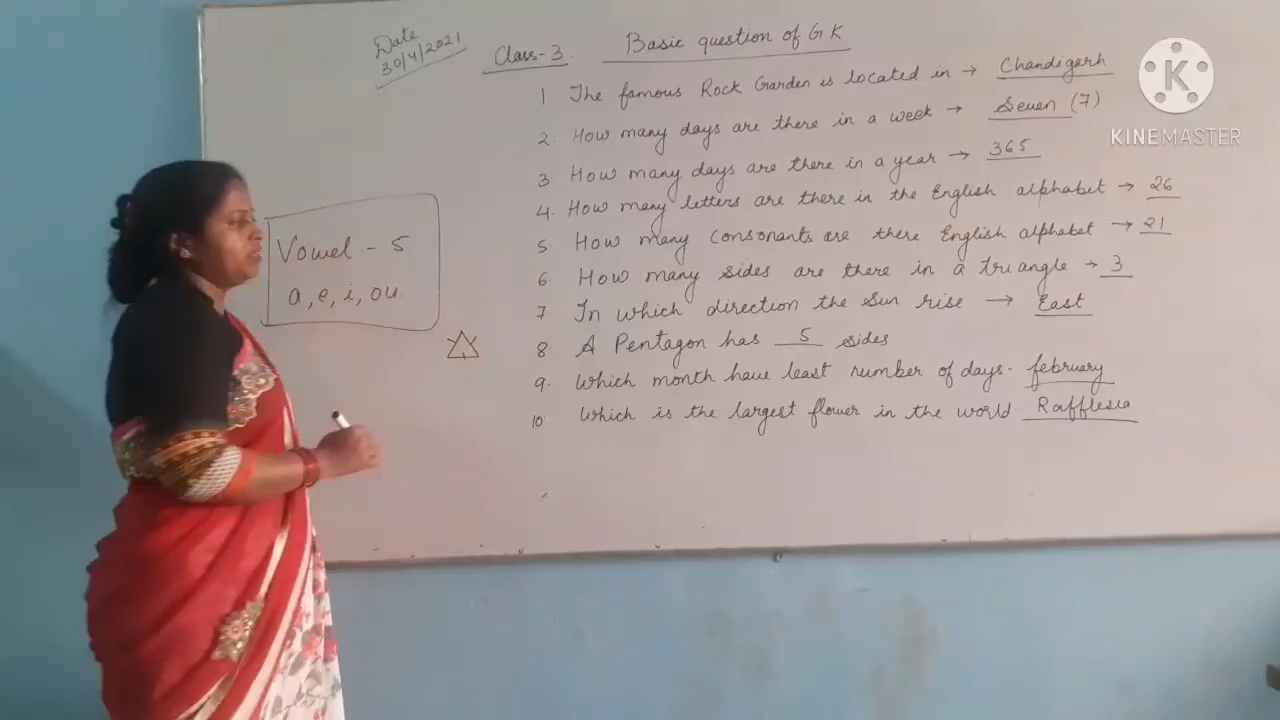 Date
30/4/2021
Class-3. Basic question of GK
1 The famous Rock Garden is located in → Chandigarh
2. How many days are there in a week → Seven (7)
3. How many days are there in a year → 365
4. How many letters are there in the English alphabet → 26
5. How many consonants are there English alphabet → 21
6. How many sides are there in a triangle → 3
7. In which direction the Sun rise → East
8. A Pentagon has 5 sides
9. Which month have least number of days. february
10. Which is the largest flower in the world Rafflesia
Vowel - 5
a, e, i, o u.
K
KINEMASTER